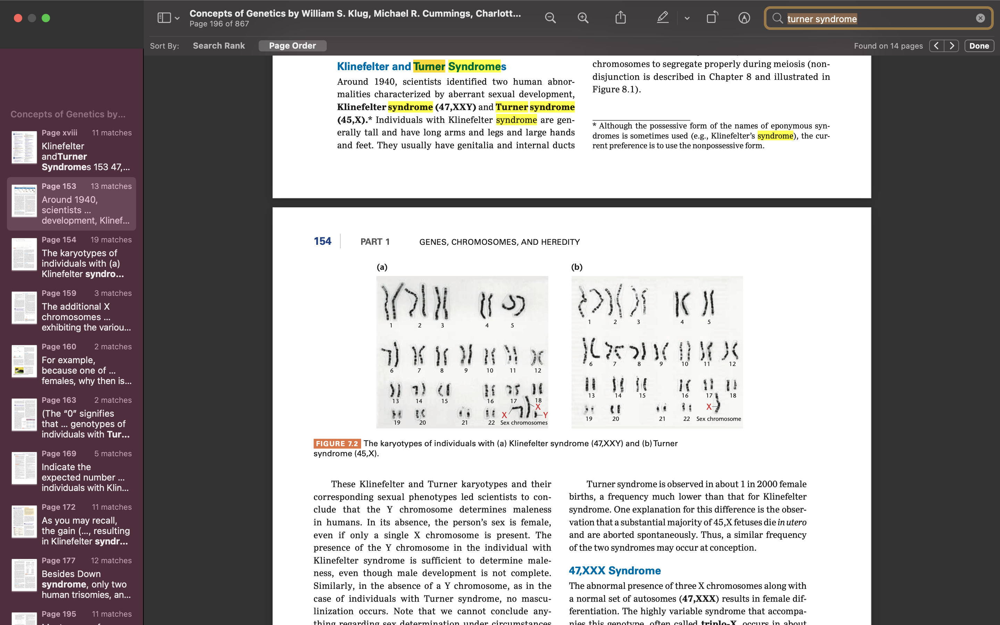 Concepts of Genetics by William S. Klug, Michael R. Cummings, Charlott...
Page 196 of 867
turner syndrome
Sort By:
Search Rank
Page Order
Found on 14 pages
Done
Concepts of Genetics by...
Page xviii 11 matches
Klinefelter
andTurner
Syndromes 153 47,...
Page 153 13 matches
Around 1940,
scientists ...
development, Klinef...
Page 154 19 matches
The karyotypes of
individuals with (a)
Klinefelter syndro...
Page 159 3 matches
The additional X
chromosomes ...
exhibiting the variou...
Page 160 2 matches
For example,
because one of ...
females, why then is...
Page 163 2 matches
(The “0” signifies
that ... genotypes of
individuals with Tur...
Page 169 5 matches
Indicate the
expected number ...
individuals with Klin...
Page 172 11 matches
As you may recall,
the gain (..., resulting
in Klinefelter syndr...
Page 177 12 matches
Besides Down
syndrome, only two
human trisomies, an...
Page 195 11 matches
Klinefelter and Turner Syndromes
Around 1940, scientists identified two human abnor-
malities characterized by aberrant sexual development,
Klinefelter syndrome (47,XXY) and Turner syndrome
(45,X).* Individuals with Klinefelter syndrome are gen-
erally tall and have long arms and legs and large hands
and feet. They usually have genitalia and internal ducts
chromosomes to segregate properly during meiosis (non-
disjunction is described in Chapter 8 and illustrated in
Figure 8.1).
* Although the possessive form of the names of eponymous syn-
dromes is sometimes used (e.g., Klinefelter’s syndrome), the cur-
rent preference is to use the nonpossessive form.
154 PART 1 GENES, CHROMOSOMES, AND HEREDITY
(a)
1 2 3 4 5
6 7 8 9 10 11 12
13 14 15 16 17 18
X X Y
19 20 21 22 Sex chromosomes
(b)
1 2 3 4 5
6 7 8 9 10 11 12
13 14 15 16 17 18
X
19 20 21 22 Sex chromosome
FIGURE 7.2 The karyotypes of individuals with (a) Klinefelter syndrome (47,XXY) and (b) Turner
syndrome (45,X).
These Klinefelter and Turner karyotypes and their
corresponding sexual phenotypes led scientists to con-
clude that the Y chromosome determines maleness
in humans. In its absence, the person’s sex is female,
even if only a single X chromosome is present. The
presence of the Y chromosome in the individual with
Klinefelter syndrome is sufficient to determine male-
ness, even though male development is not complete.
Similarly, in the absence of a Y chromosome, as in the
case of individuals with Turner syndrome, no mascu-
linization occurs. Note that we cannot conclude any-
thing regarding sex determination under circumstances
Turner syndrome is observed in about 1 in 2000 female
births, a frequency much lower than that for Klinefelter
syndrome. One explanation for this difference is the obser-
vation that a substantial majority of 45,X fetuses die in utero
and are aborted spontaneously. Thus, a similar frequency
of the two syndromes may occur at conception.
47,XXX Syndrome
The abnormal presence of three X chromosomes along with
a normal set of autosomes (47,XXX) results in female dif-
ferentiation. The highly variable syndrome that accompa-
nies this genotype, often called triplo-X, occurs in about